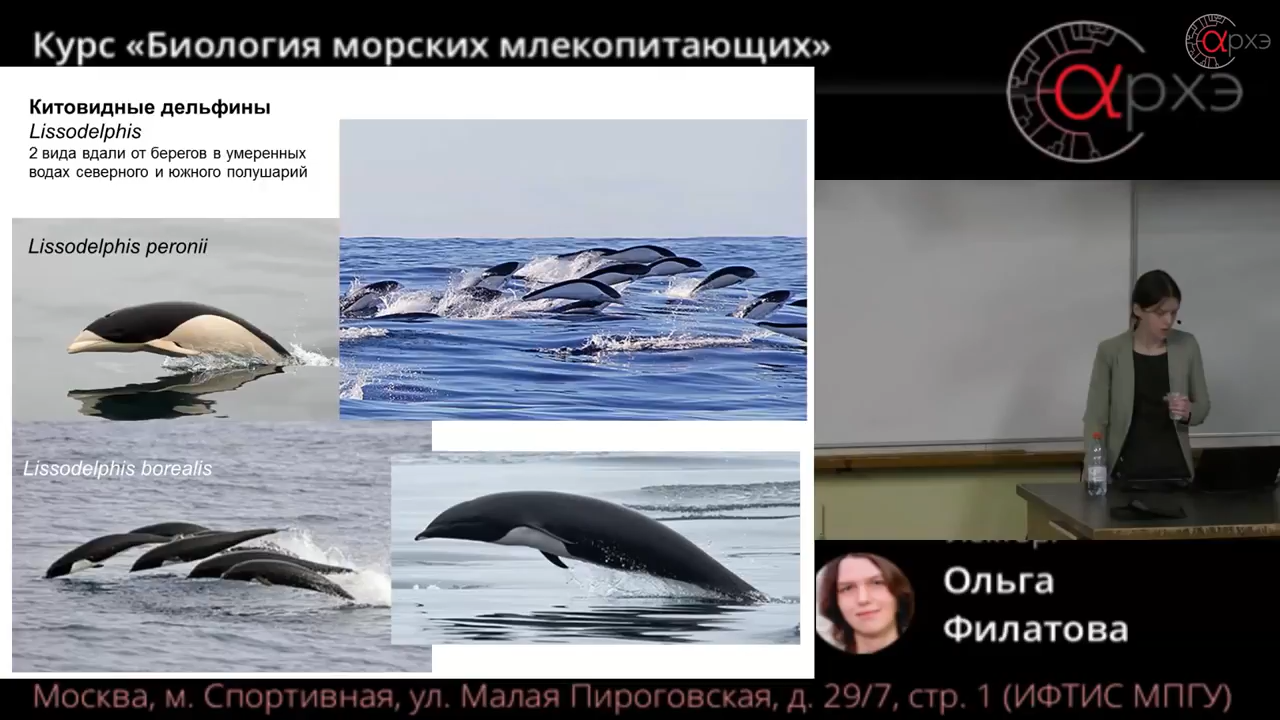 Курс «Биология морских млекопитающих»
αрхэ
αрхэ
Китовидные дельфины
Lissodelphis
2 вида вдали от берегов в умеренных
водах северного и южного полушарий
Lissodelphis peronii
Lissodelphis borealis
Ольга
Филатова
Москва, м. Спортивная, ул. Малая Пироговская, д. 29/7, стр. 1 (ИФТИС МПГУ)